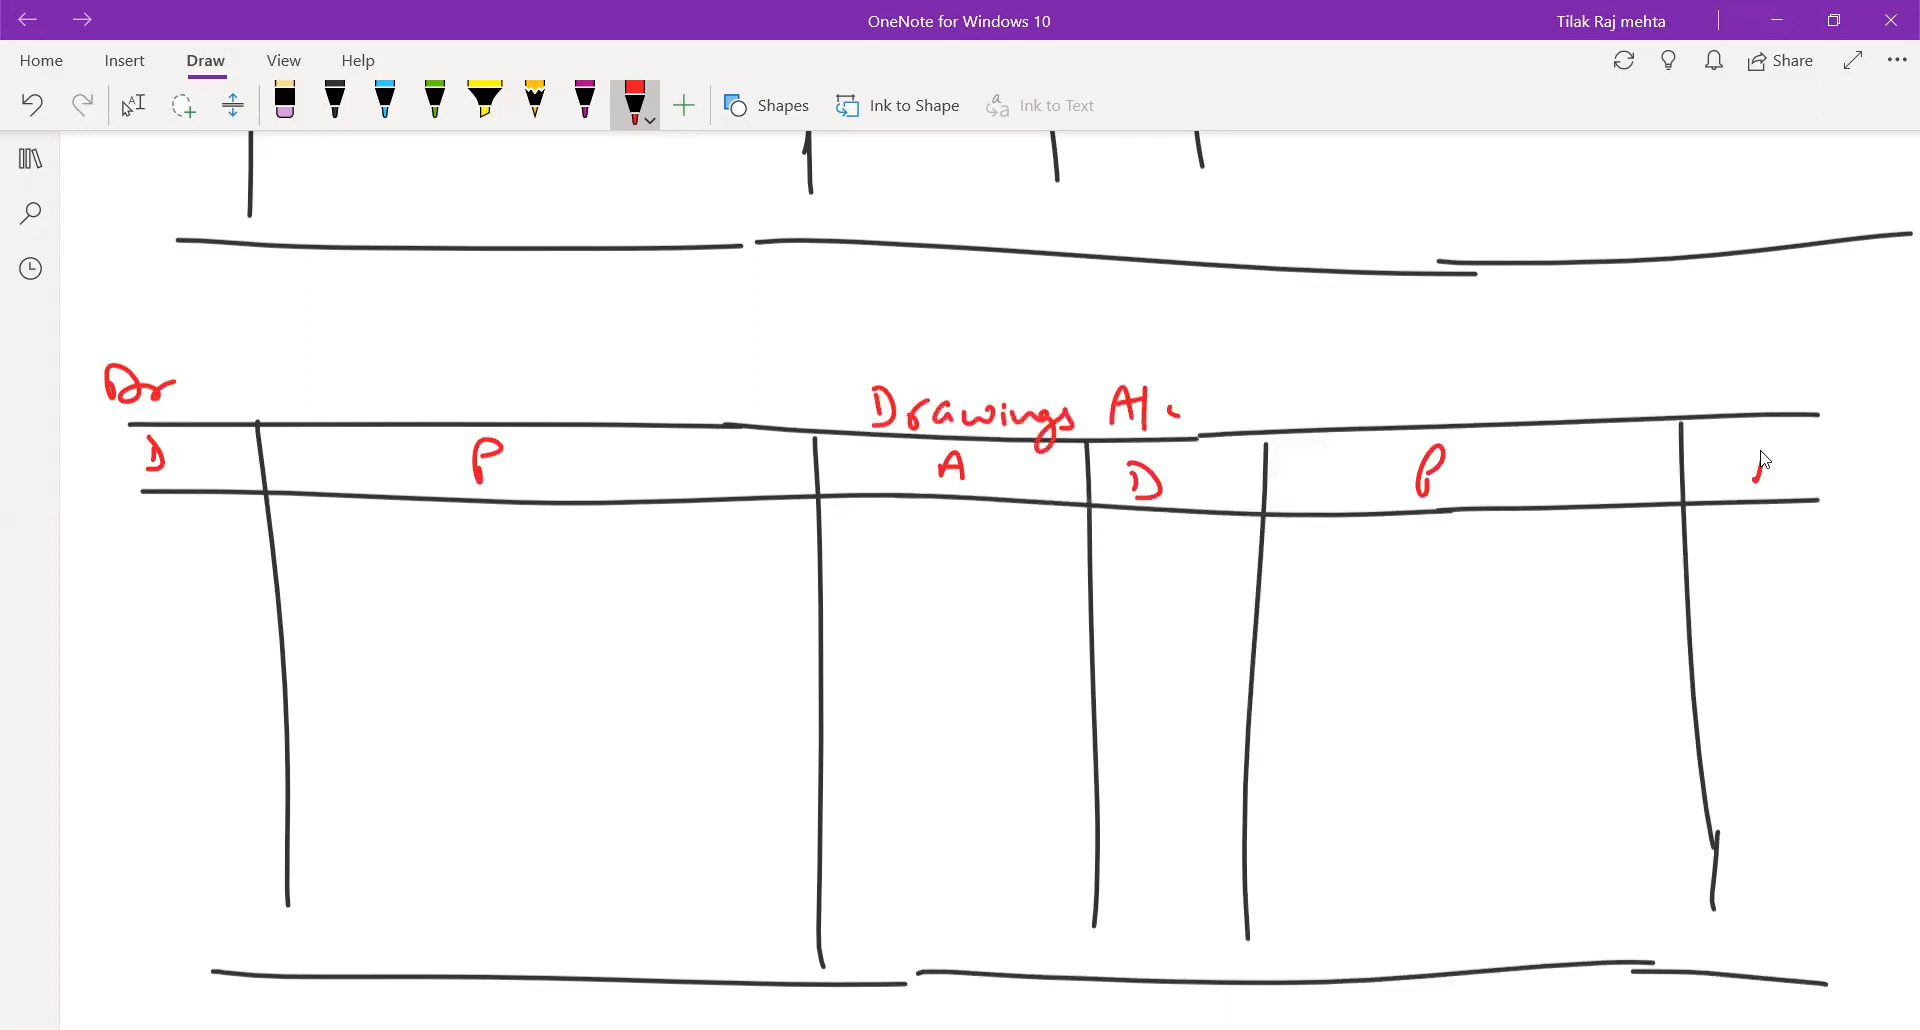 OneNote for Windows 10
Tilak Raj mehta
Home Insert Draw View Help
Share
Shapes Ink to Shape Ink to Text
Dr
Drawings A/c
D P A D P